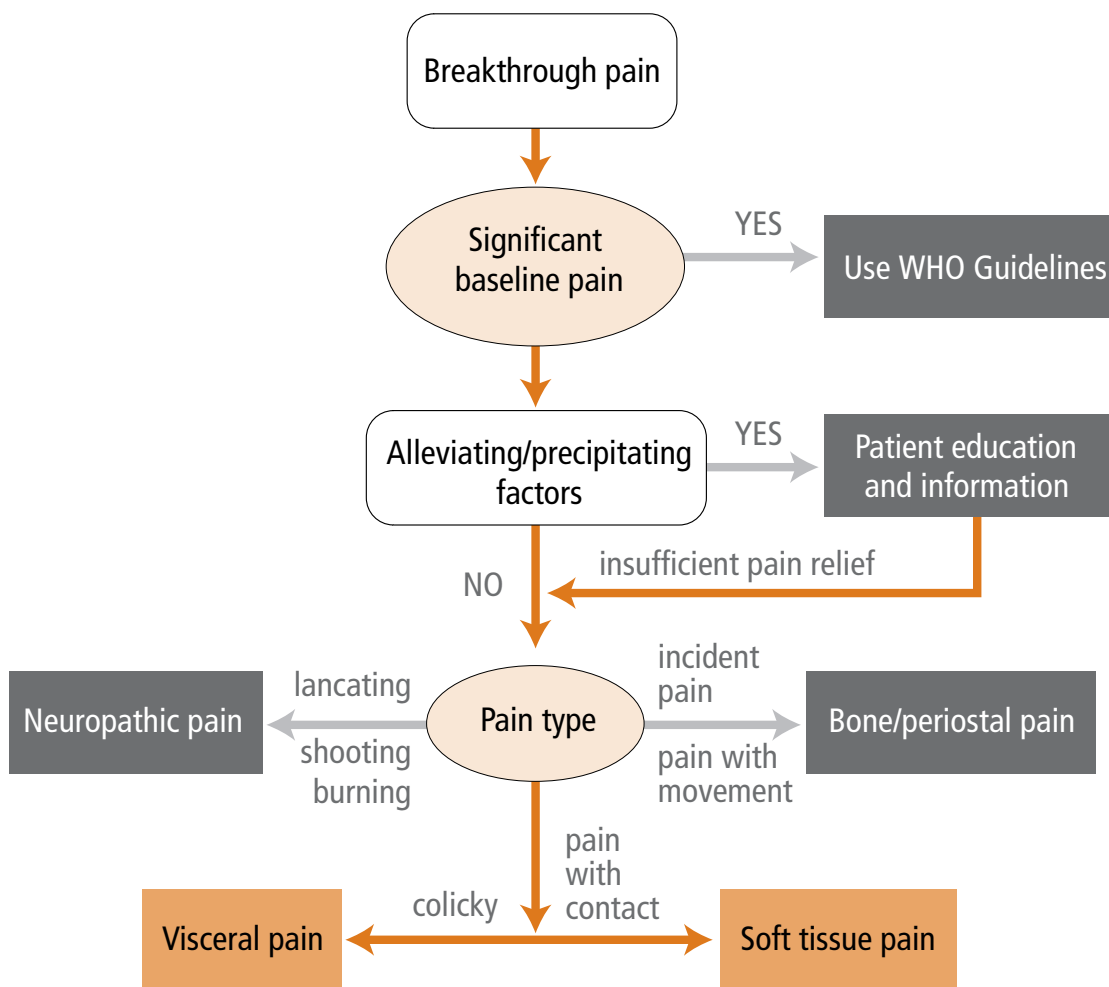 Breakthrough pain
Significant
baseline pain
YES
Use WHO Guidelines
Alleviating/precipitating
factors
YES
Patient education
and information
NO
insufficient pain relief
Neuropathic pain
lancating
shooting
burning
Pain type
incident
pain
pain with
movement
Bone/periostal pain
colicky
pain
with
contact
Visceral pain
Soft tissue pain